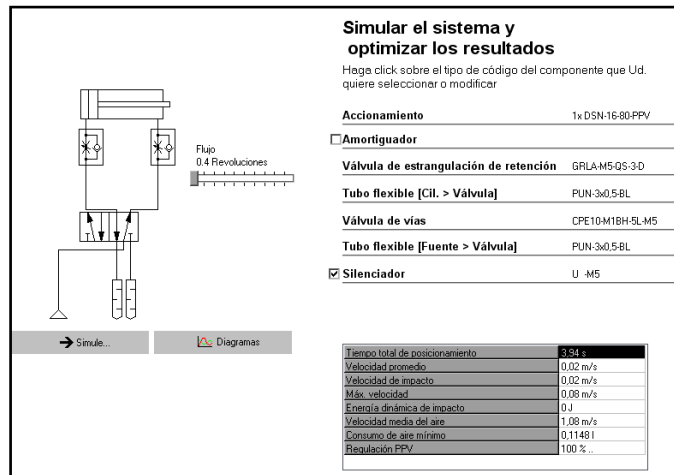 Simular el sistema y
optimizar los resultados
Haga click sobre el tipo de código del componente que Ud.
quiere seleccionar o modificar
Accionamiento 1x DSN-16-80-PPV
Amortiguador
Válvula de estrangulación de retención GRLA-M5-QS-3-D
Tubo flexible [Cil. > Válvula] PUN-3x0,5-BL
Válvula de vías CPE10-M1BH-5L-M5
Tubo flexible [Fuente > Válvula] PUN-3x0,5-BL
Silenciador U -M5
Flujo
0.4 Revoluciones
Simule... Diagramas
Tiempo total de posicionamiento 3,94 s
Velocidad promedio 0,02 m/s
Velocidad de impacto 0,02 m/s
Máx. velocidad 0,08 m/s
Energía dinámica de impacto 0 J
Velocidad media del aire 1,08 m/s
Consumo de aire mínimo 0,1148 l
Regulación PPV 100 % ..